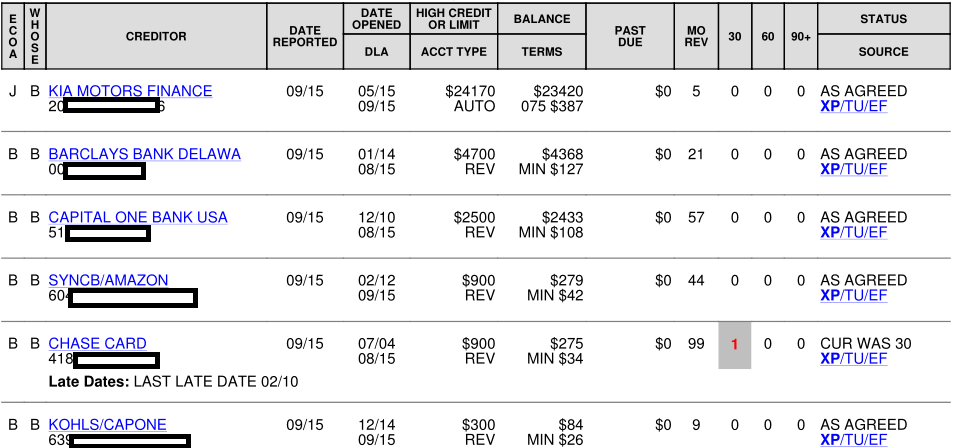 ECOA WHOSE CREDITOR DATE REPORTED DATE OPENED HIGH CREDIT OR LIMIT BALANCE PAST DUE MO REV 30 60 90+ STATUS
DLA ACCT TYPE TERMS SOURCE
J B KIA MOTORS FINANCE 09/15 05/15 $24170 $23420 $0 5 0 0 0 AS AGREED
20 6 09/15 AUTO 075 $387 XP/TU/EF
B B BARCLAYS BANK DELAWA 09/15 01/14 $4700 $4368 $0 21 0 0 0 AS AGREED
00 08/15 REV MIN $127 XP/TU/EF
B B CAPITAL ONE BANK USA 09/15 12/10 $2500 $2433 $0 57 0 0 0 AS AGREED
51 08/15 REV MIN $108 XP/TU/EF
B B SYNCB/AMAZON 09/15 02/12 $900 $279 $0 44 0 0 0 AS AGREED
604 09/15 REV MIN $42 XP/TU/EF
B B CHASE CARD 09/15 07/04 $900 $275 $0 99 1 0 0 CUR WAS 30
418 08/15 REV MIN $34 XP/TU/EF
Late Dates: LAST LATE DATE 02/10
B B KOHLS/CAPONE 09/15 12/14 $300 $84 $0 9 0 0 0 AS AGREED
639 09/15 REV MIN $26 XP/TU/EF